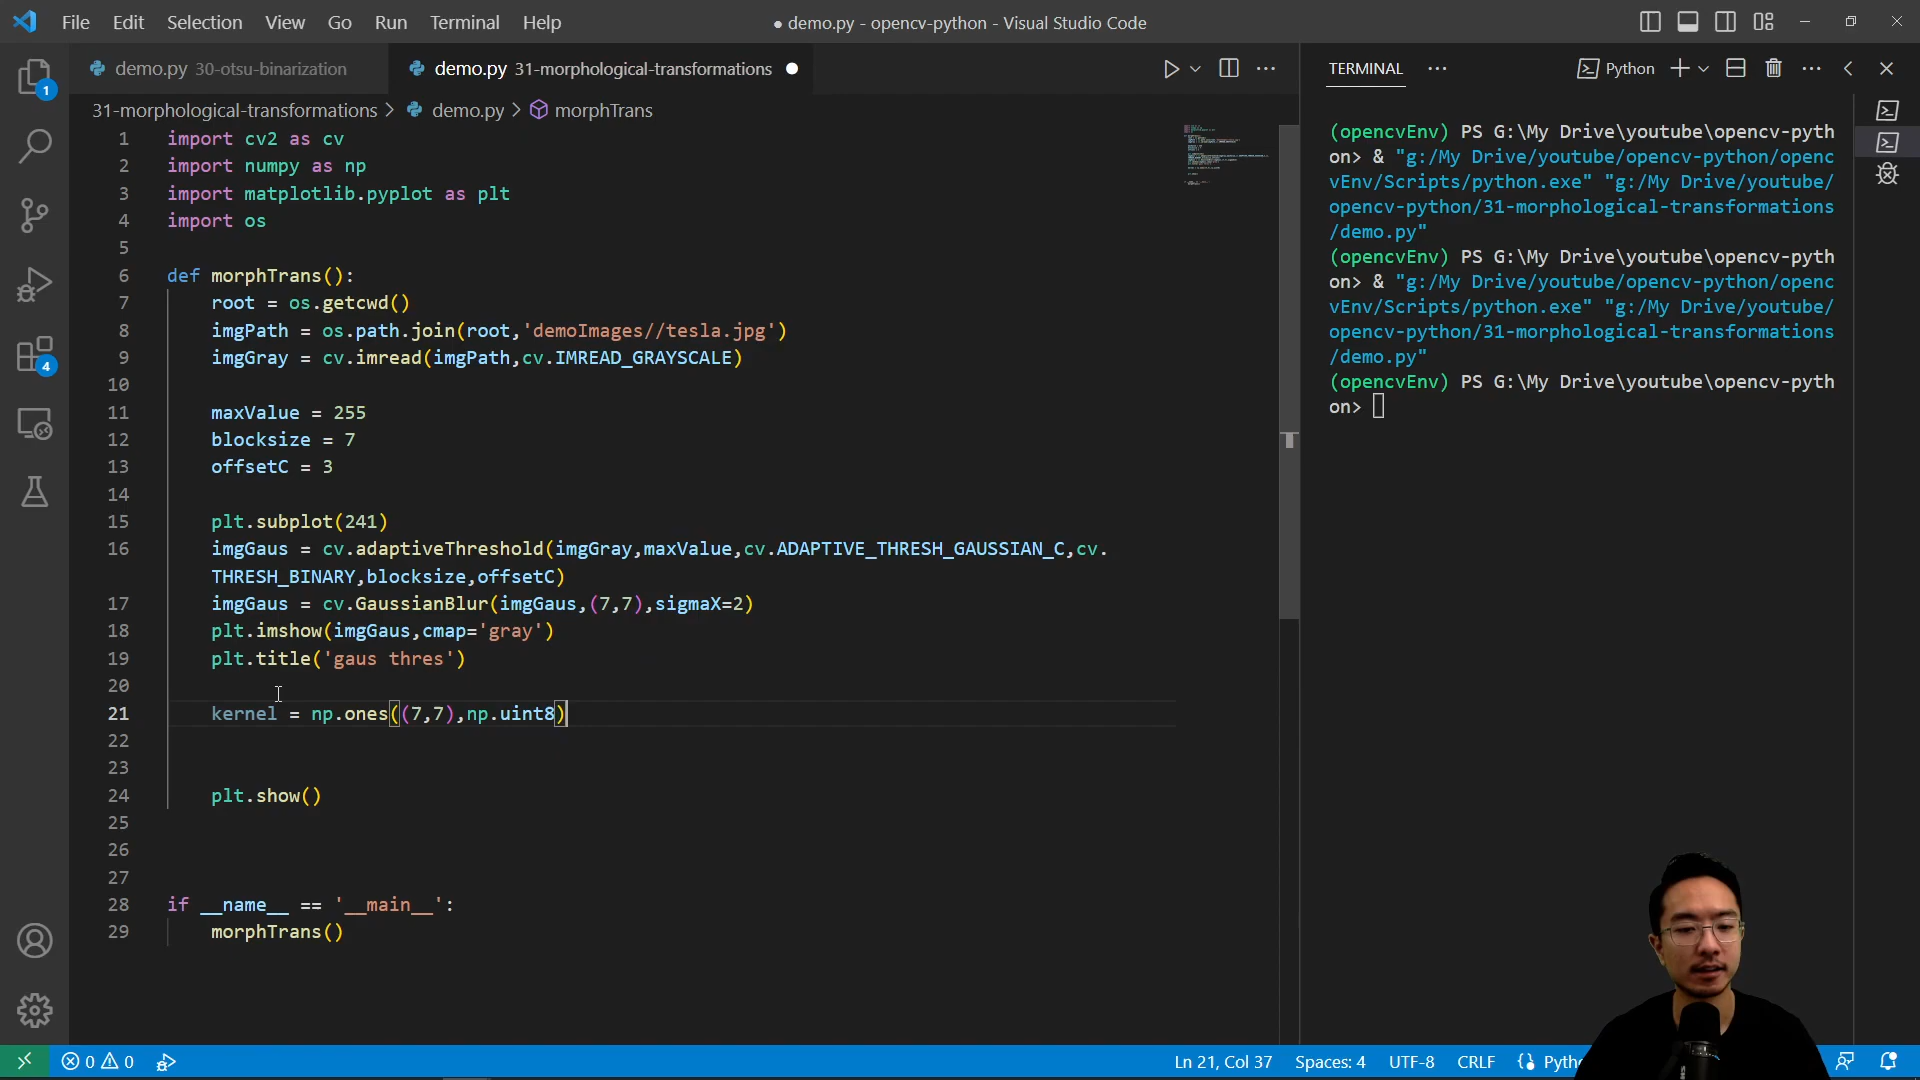 File Edit Selection View Go Run Terminal Help
● demo.py - opencv-python - Visual Studio Code
demo.py 30-otsu-binarization
demo.py 31-morphological-transformations ●
31-morphological-transformations > demo.py > morphTrans
1 import cv2 as cv
2 import numpy as np
3 import matplotlib.pyplot as plt
4 import os
5
6 def morphTrans():
7 root = os.getcwd()
8 imgPath = os.path.join(root,'demoImages//tesla.jpg')
9 imgGray = cv.imread(imgPath,cv.IMREAD_GRAYSCALE)
10
11 maxValue = 255
12 blocksize = 7
13 offsetC = 3
14
15 plt.subplot(241)
16 imgGaus = cv.adaptiveThreshold(imgGray,maxValue,cv.ADAPTIVE_THRESH_GAUSSIAN_C,cv.
THRESH_BINARY,blocksize,offsetC)
17 imgGaus = cv.GaussianBlur(imgGaus,(7,7),sigmaX=2)
18 plt.imshow(imgGaus,cmap='gray')
19 plt.title('gaus thres')
20
21 kernel = np.ones((7,7),np.uint8)
22
23
24 plt.show()
25
26
27
28 if __name__ == '__main__':
29 morphTrans()
TERMINAL ··· Python
(opencvEnv) PS G:\My Drive\youtube\opencv-pyth
on> & "g:/My Drive/youtube/opencv-python/openc
vEnv/Scripts/python.exe" "g:/My Drive/youtube/
opencv-python/31-morphological-transformations
/demo.py"
(opencvEnv) PS G:\My Drive\youtube\opencv-pyth
on> & "g:/My Drive/youtube/opencv-python/openc
vEnv/Scripts/python.exe" "g:/My Drive/youtube/
opencv-python/31-morphological-transformations
/demo.py"
(opencvEnv) PS G:\My Drive\youtube\opencv-pyth
on>
1
4
0 0
Ln 21, Col 37 Spaces: 4 UTF-8 CRLF